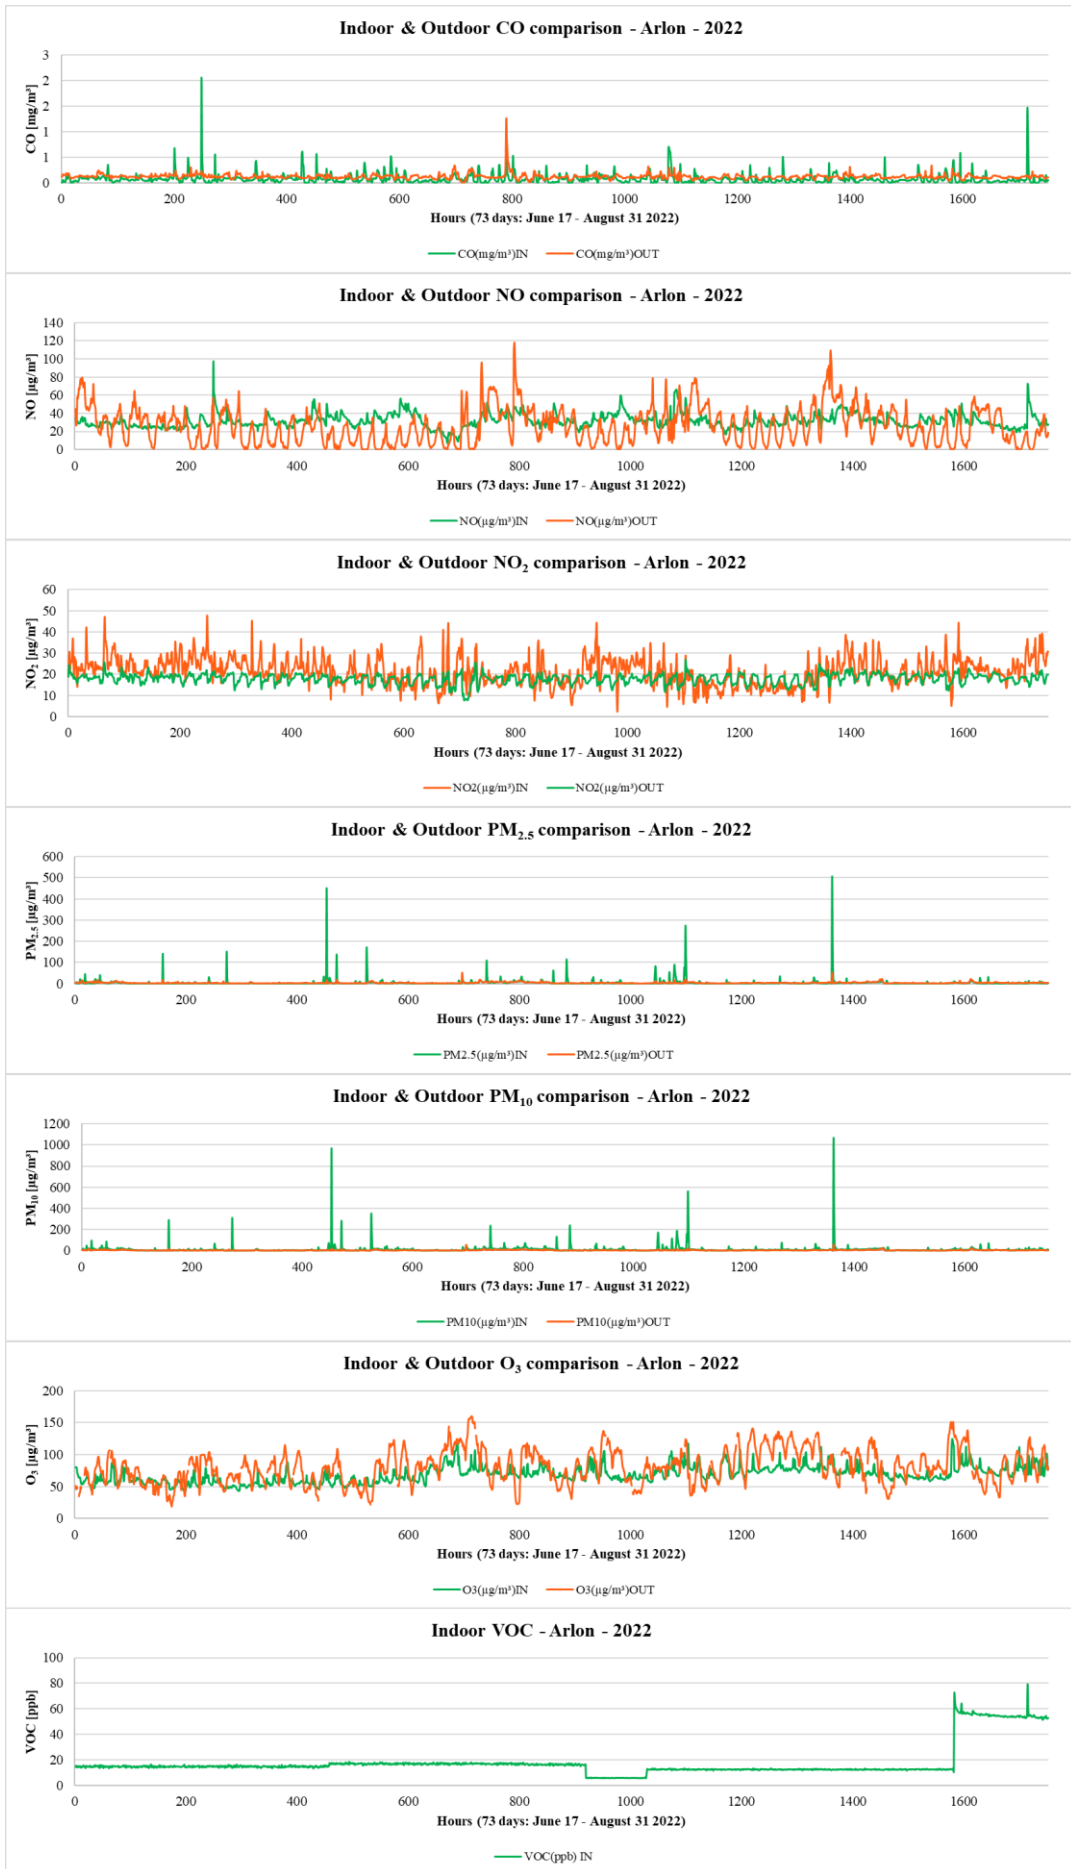 Indoor & Outdoor CO comparison - Arlon - 2022
CO [mg/m³]
3
2
2
1
1
0
0 200 400 600 800 1000 1200 1400 1600
Hours (73 days: June 17 - August 31 2022)
CO(mg/m³)IN CO(mg/m³)OUT
Indoor & Outdoor NO comparison - Arlon - 2022
NO [µg/m³]
140
120
100
80
60
40
20
0
0 200 400 600 800 1000 1200 1400 1600
Hours (73 days: June 17 - August 31 2022)
NO(µg/m³)IN NO(µg/m³)OUT
Indoor & Outdoor NO₂ comparison - Arlon - 2022
NO₂ [µg/m³]
60
50
40
30
20
10
0
0 200 400 600 800 1000 1200 1400 1600
Hours (73 days: June 17 - August 31 2022)
NO2(µg/m³)IN NO2(µg/m³)OUT
Indoor & Outdoor PM₂.₅ comparison - Arlon - 2022
PM₂.₅ [µg/m³]
600
500
400
300
200
100
0
0 200 400 600 800 1000 1200 1400 1600
Hours (73 days: June 17 - August 31 2022)
PM2.5(µg/m³)IN PM2.5(µg/m³)OUT
Indoor & Outdoor PM₁₀ comparison - Arlon - 2022
PM₁₀ [µg/m³]
1200
1000
800
600
400
200
0
0 200 400 600 800 1000 1200 1400 1600
Hours (73 days: June 17 - August 31 2022)
PM10(µg/m³)IN PM10(µg/m³)OUT
Indoor & Outdoor O₃ comparison - Arlon - 2022
O₃ [µg/m³]
200
150
100
50
0
0 200 400 600 800 1000 1200 1400 1600
Hours (73 days: June 17 - August 31 2022)
O3(µg/m³)IN O3(µg/m³)OUT
Indoor VOC - Arlon - 2022
VOC [ppb]
100
80
60
40
20
0
0 200 400 600 800 1000 1200 1400 1600
Hours (73 days: June 17 - August 31 2022)
VOC(ppb) IN